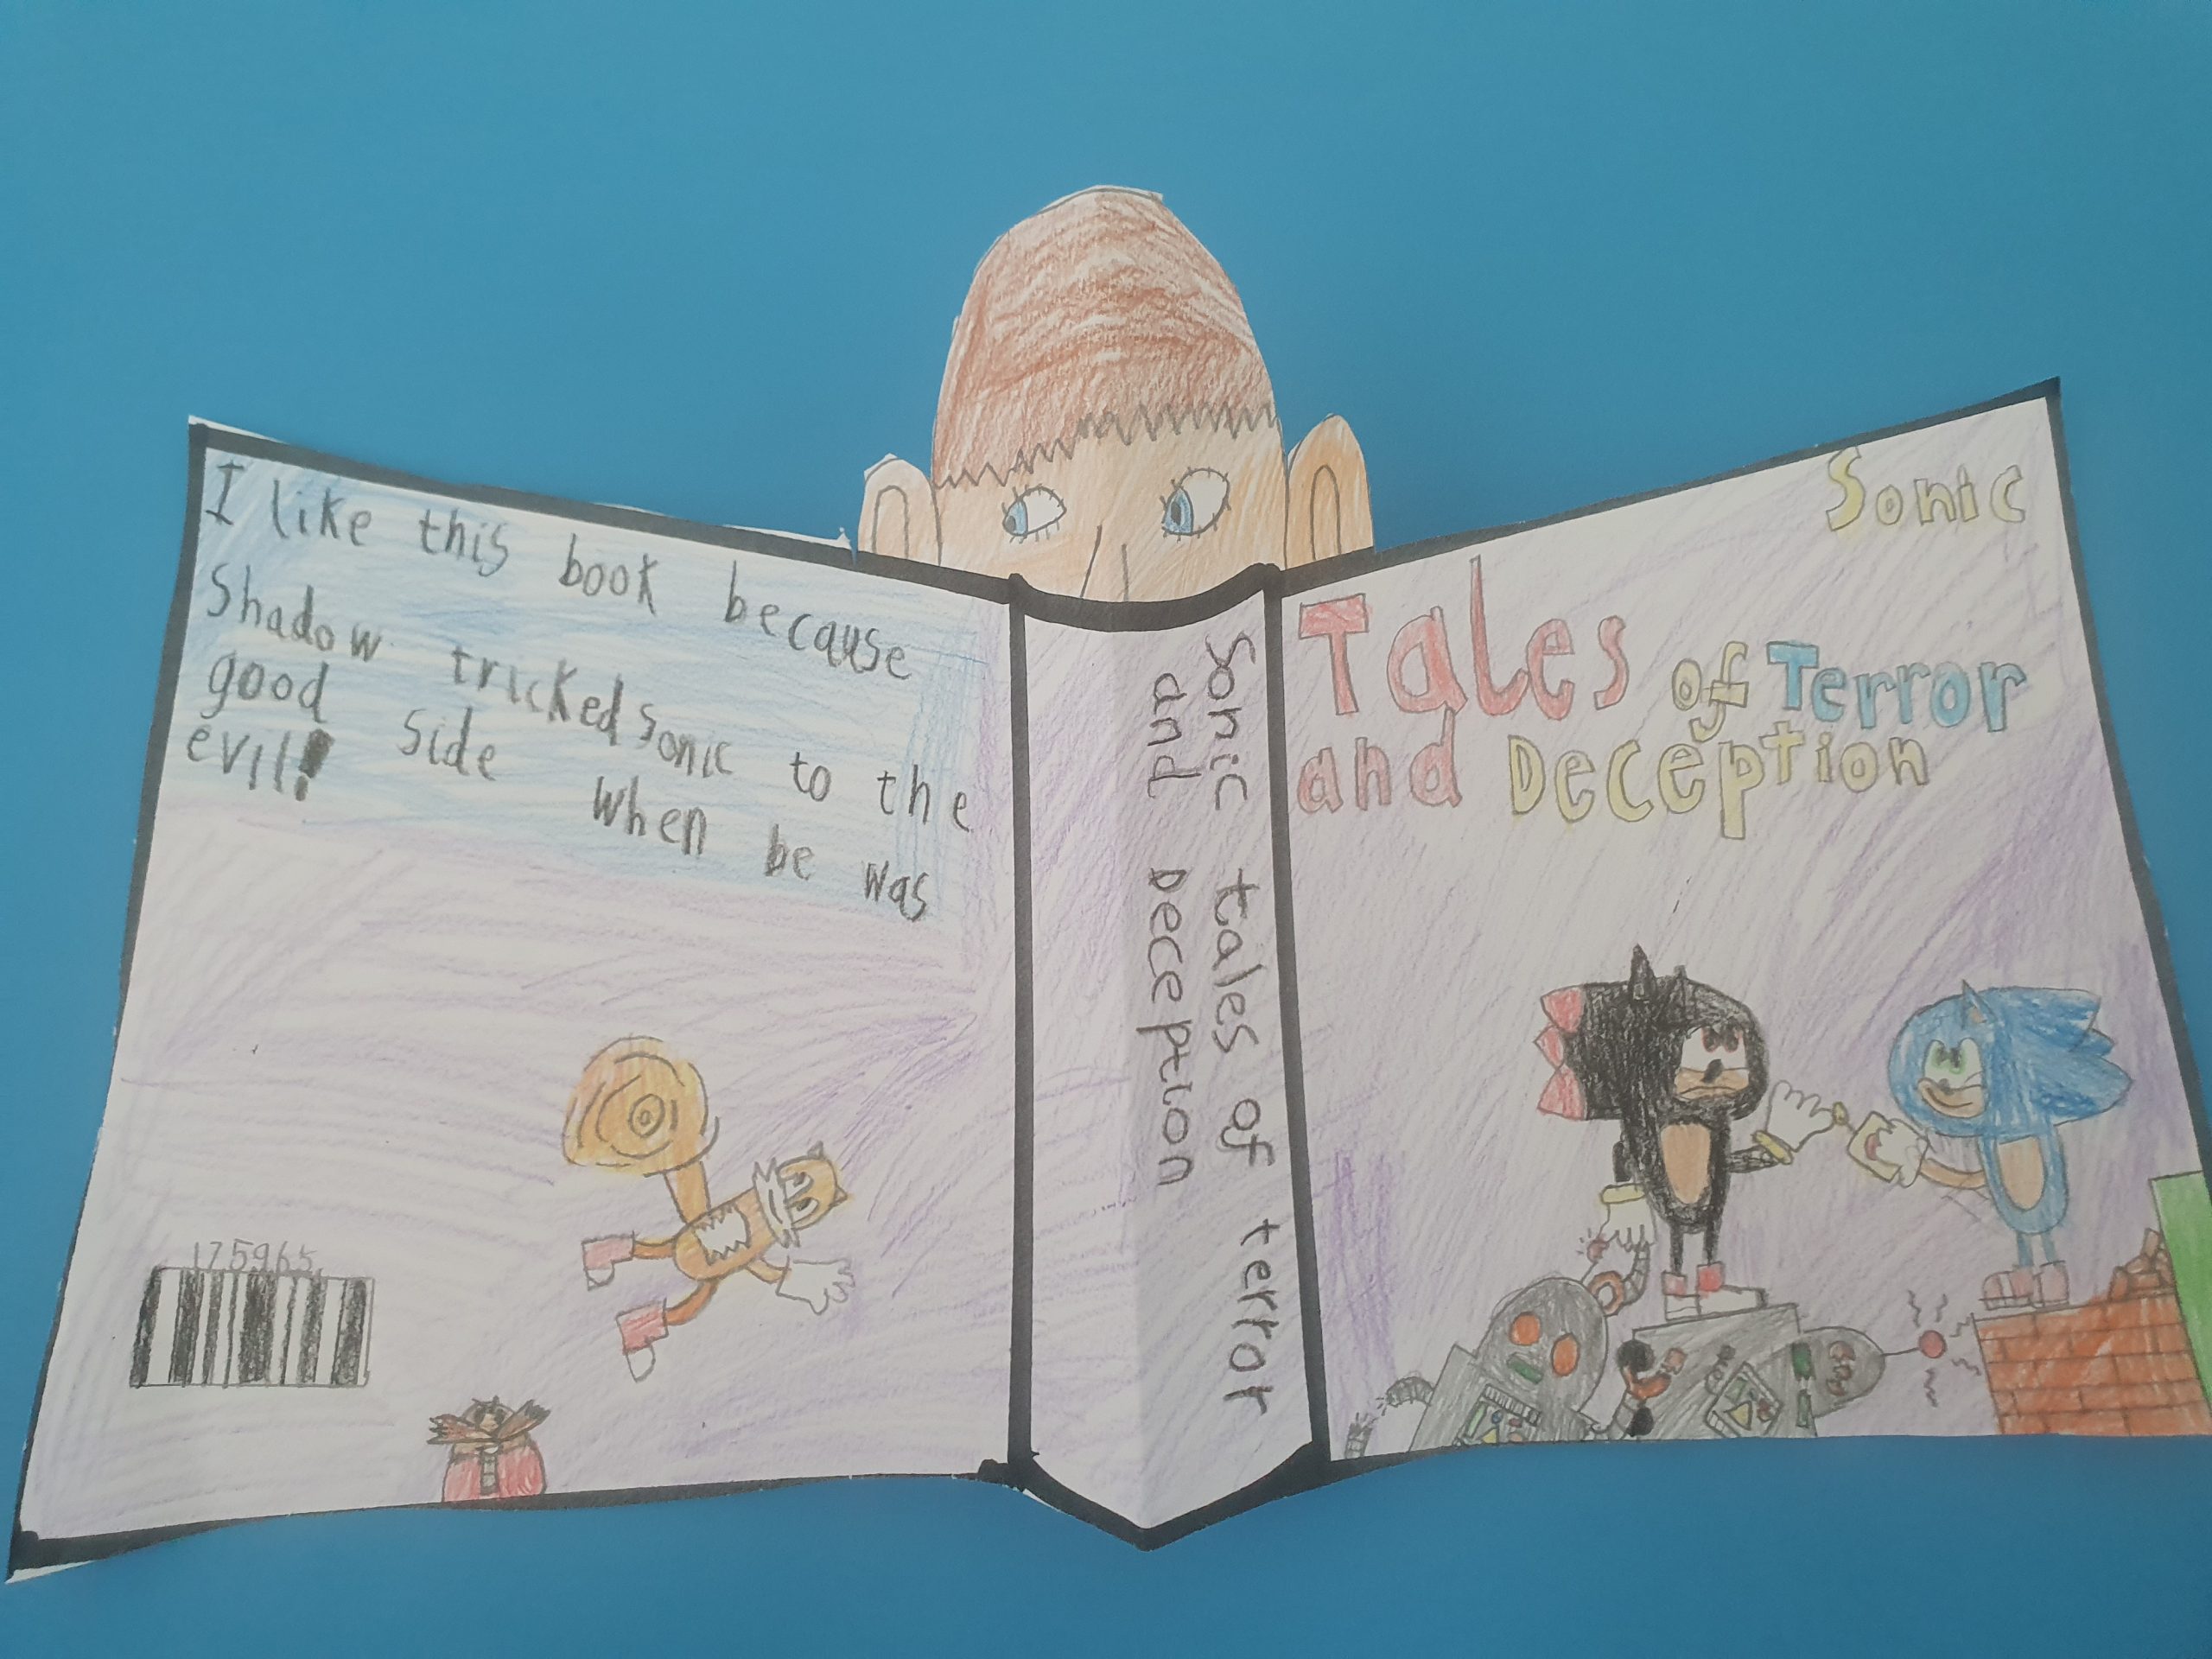 I like this book because
Shadow tricked Sonic to the
good side when be was
evil!
175965
Sonic tales of terror
and Deception
Sonic
Tales of Terror
and Deception